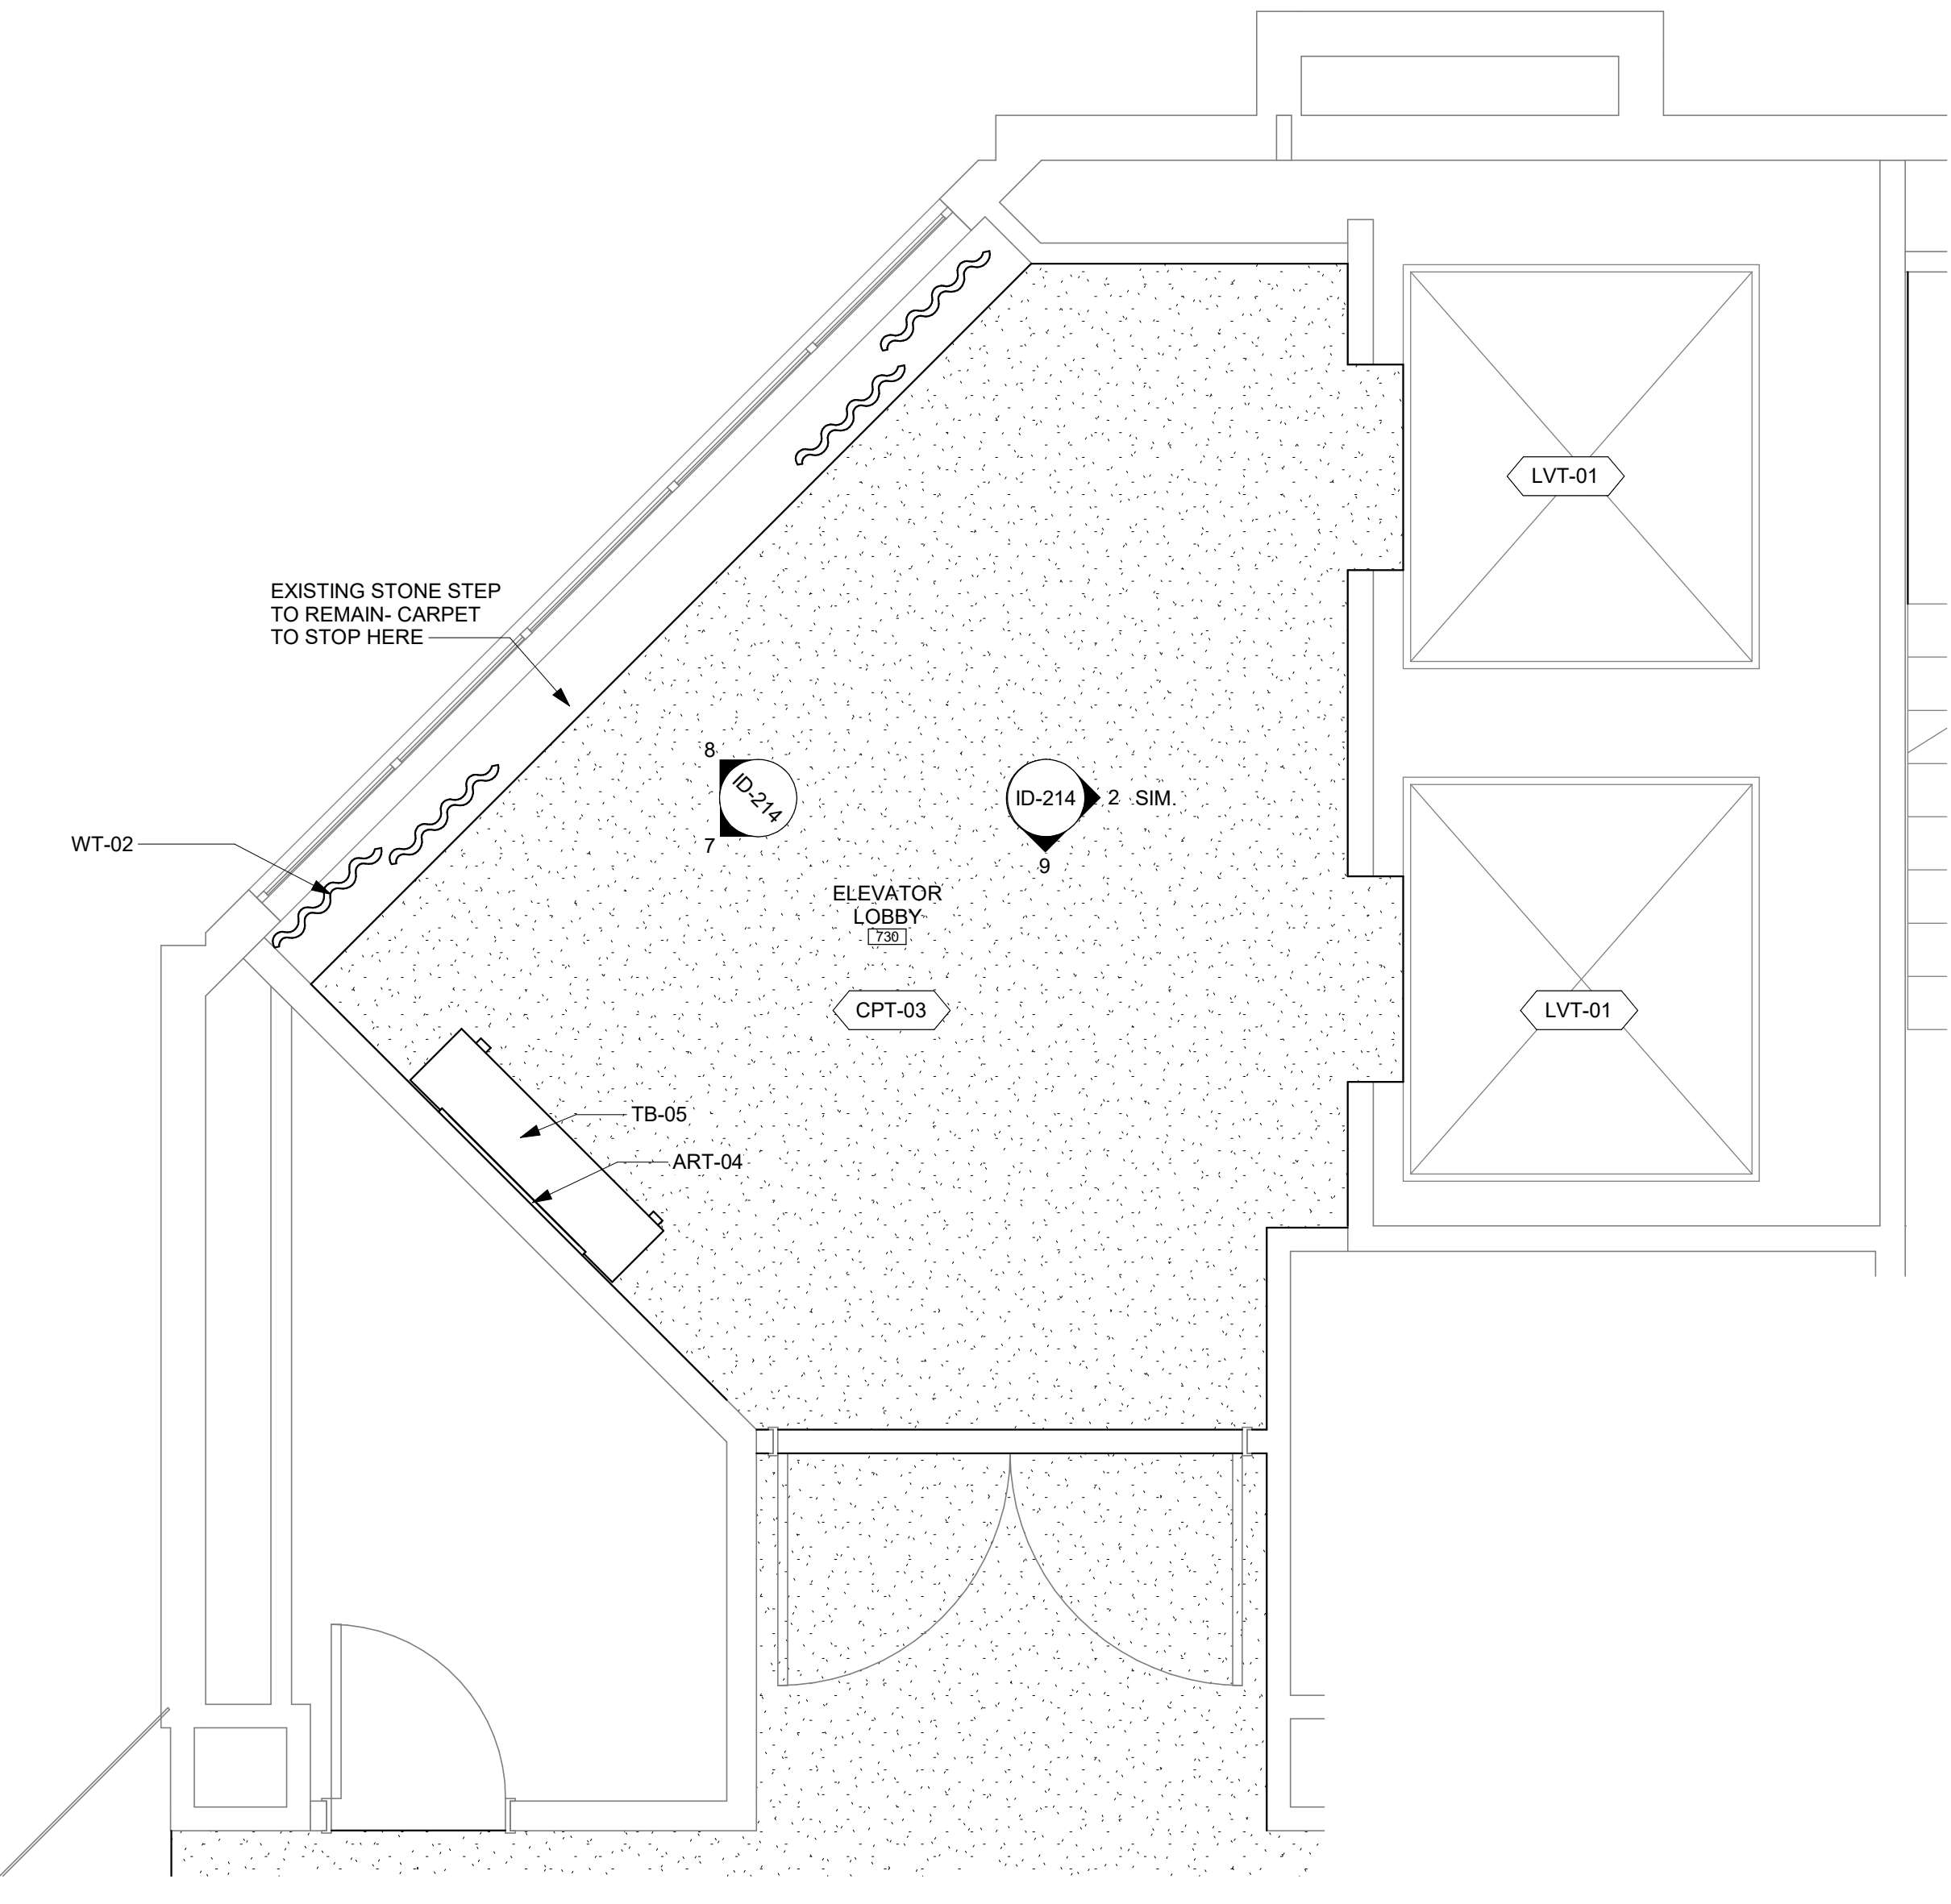 LVT-01
EXISTING STONE STEP
TO REMAIN- CARPET
TO STOP HERE
8
ID-214
7
ID-214
2 SIM.
9
WT-02
ELEVATOR
LOBBY
730
CPT-03
LVT-01
TB-05
ART-04